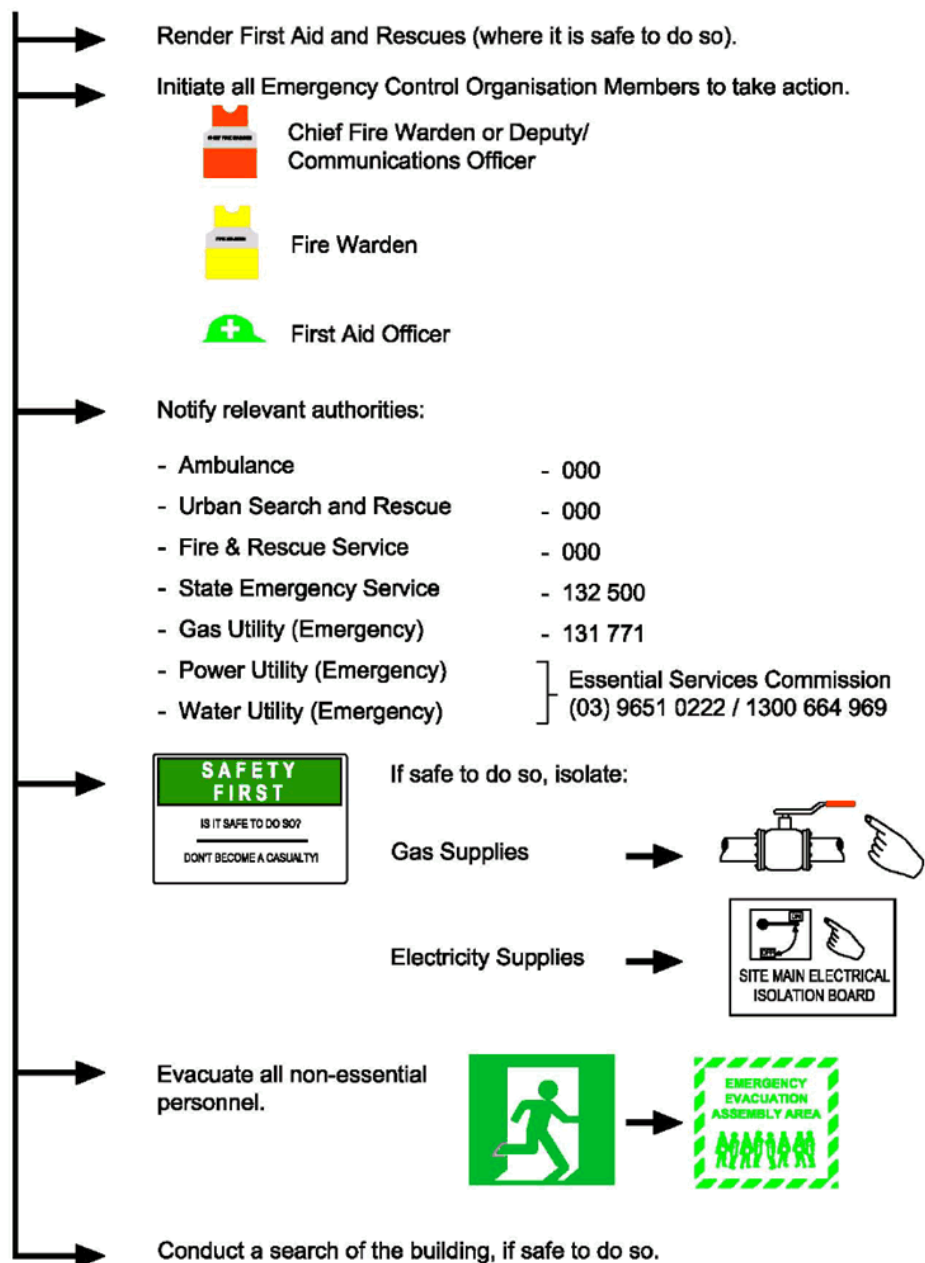 Render First Aid and Rescues (where it is safe to do so).
Initiate all Emergency Control Organisation Members to take action.
Chief Fire Warden or Deputy/
Communications Officer
Fire Warden
First Aid Officer
Notify relevant authorities:
- Ambulance - 000
- Urban Search and Rescue - 000
- Fire & Rescue Service - 000
- State Emergency Service - 132 500
- Gas Utility (Emergency) - 131 771
- Power Utility (Emergency)
- Water Utility (Emergency)
Essential Services Commission
(03) 9651 0222 / 1300 664 969
SAFETY
FIRST
IS IT SAFE TO DO SO?
DON'T BECOME A CASUALTY!
If safe to do so, isolate:
Gas Supplies
Electricity Supplies
ON
OFF
SITE MAIN ELECTRICAL
ISOLATION BOARD
Evacuate all non-essential
personnel.
EMERGENCY
EVACUATION
ASSEMBLY AREA
Conduct a search of the building, if safe to do so.